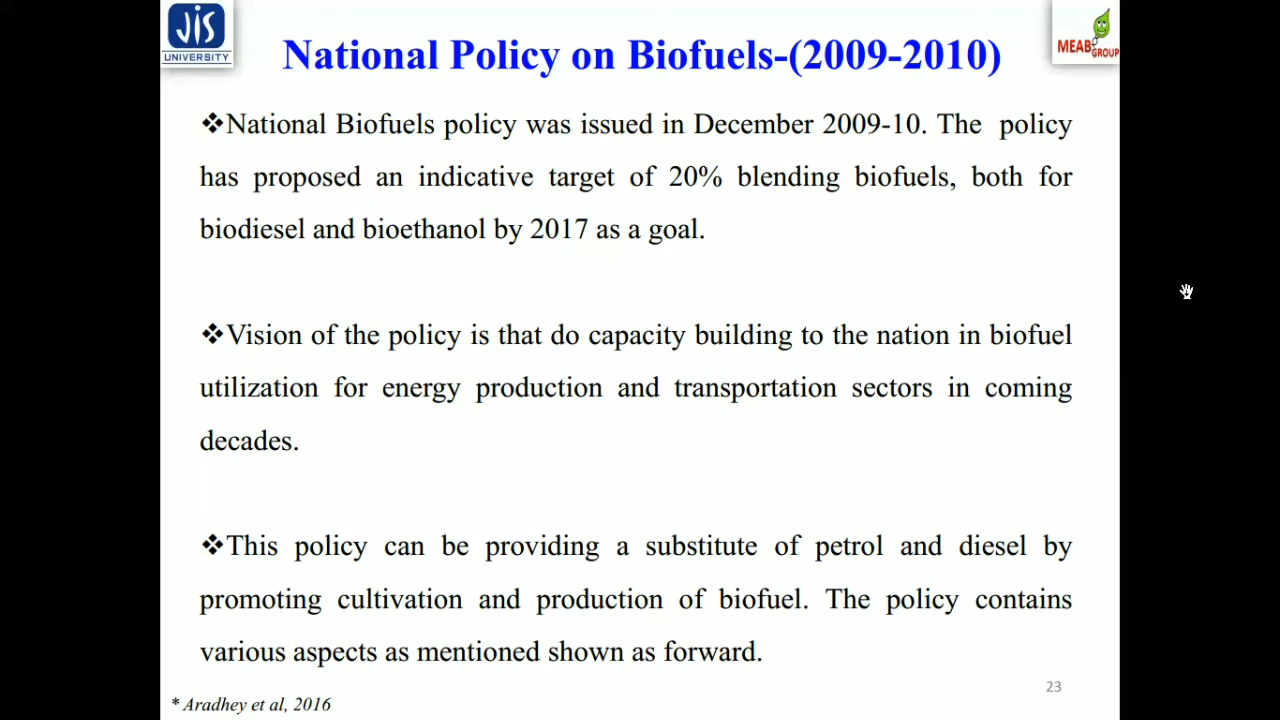 JIS
UNIVERSITY
National Policy on Biofuels-(2009-2010)
MEAB
GROUP
❖National Biofuels policy was issued in December 2009-10. The policy
has proposed an indicative target of 20% blending biofuels, both for
biodiesel and bioethanol by 2017 as a goal.
❖Vision of the policy is that do capacity building to the nation in biofuel
utilization for energy production and transportation sectors in coming
decades.
❖This policy can be providing a substitute of petrol and diesel by
promoting cultivation and production of biofuel. The policy contains
various aspects as mentioned shown as forward.
23
* Aradhey et al, 2016